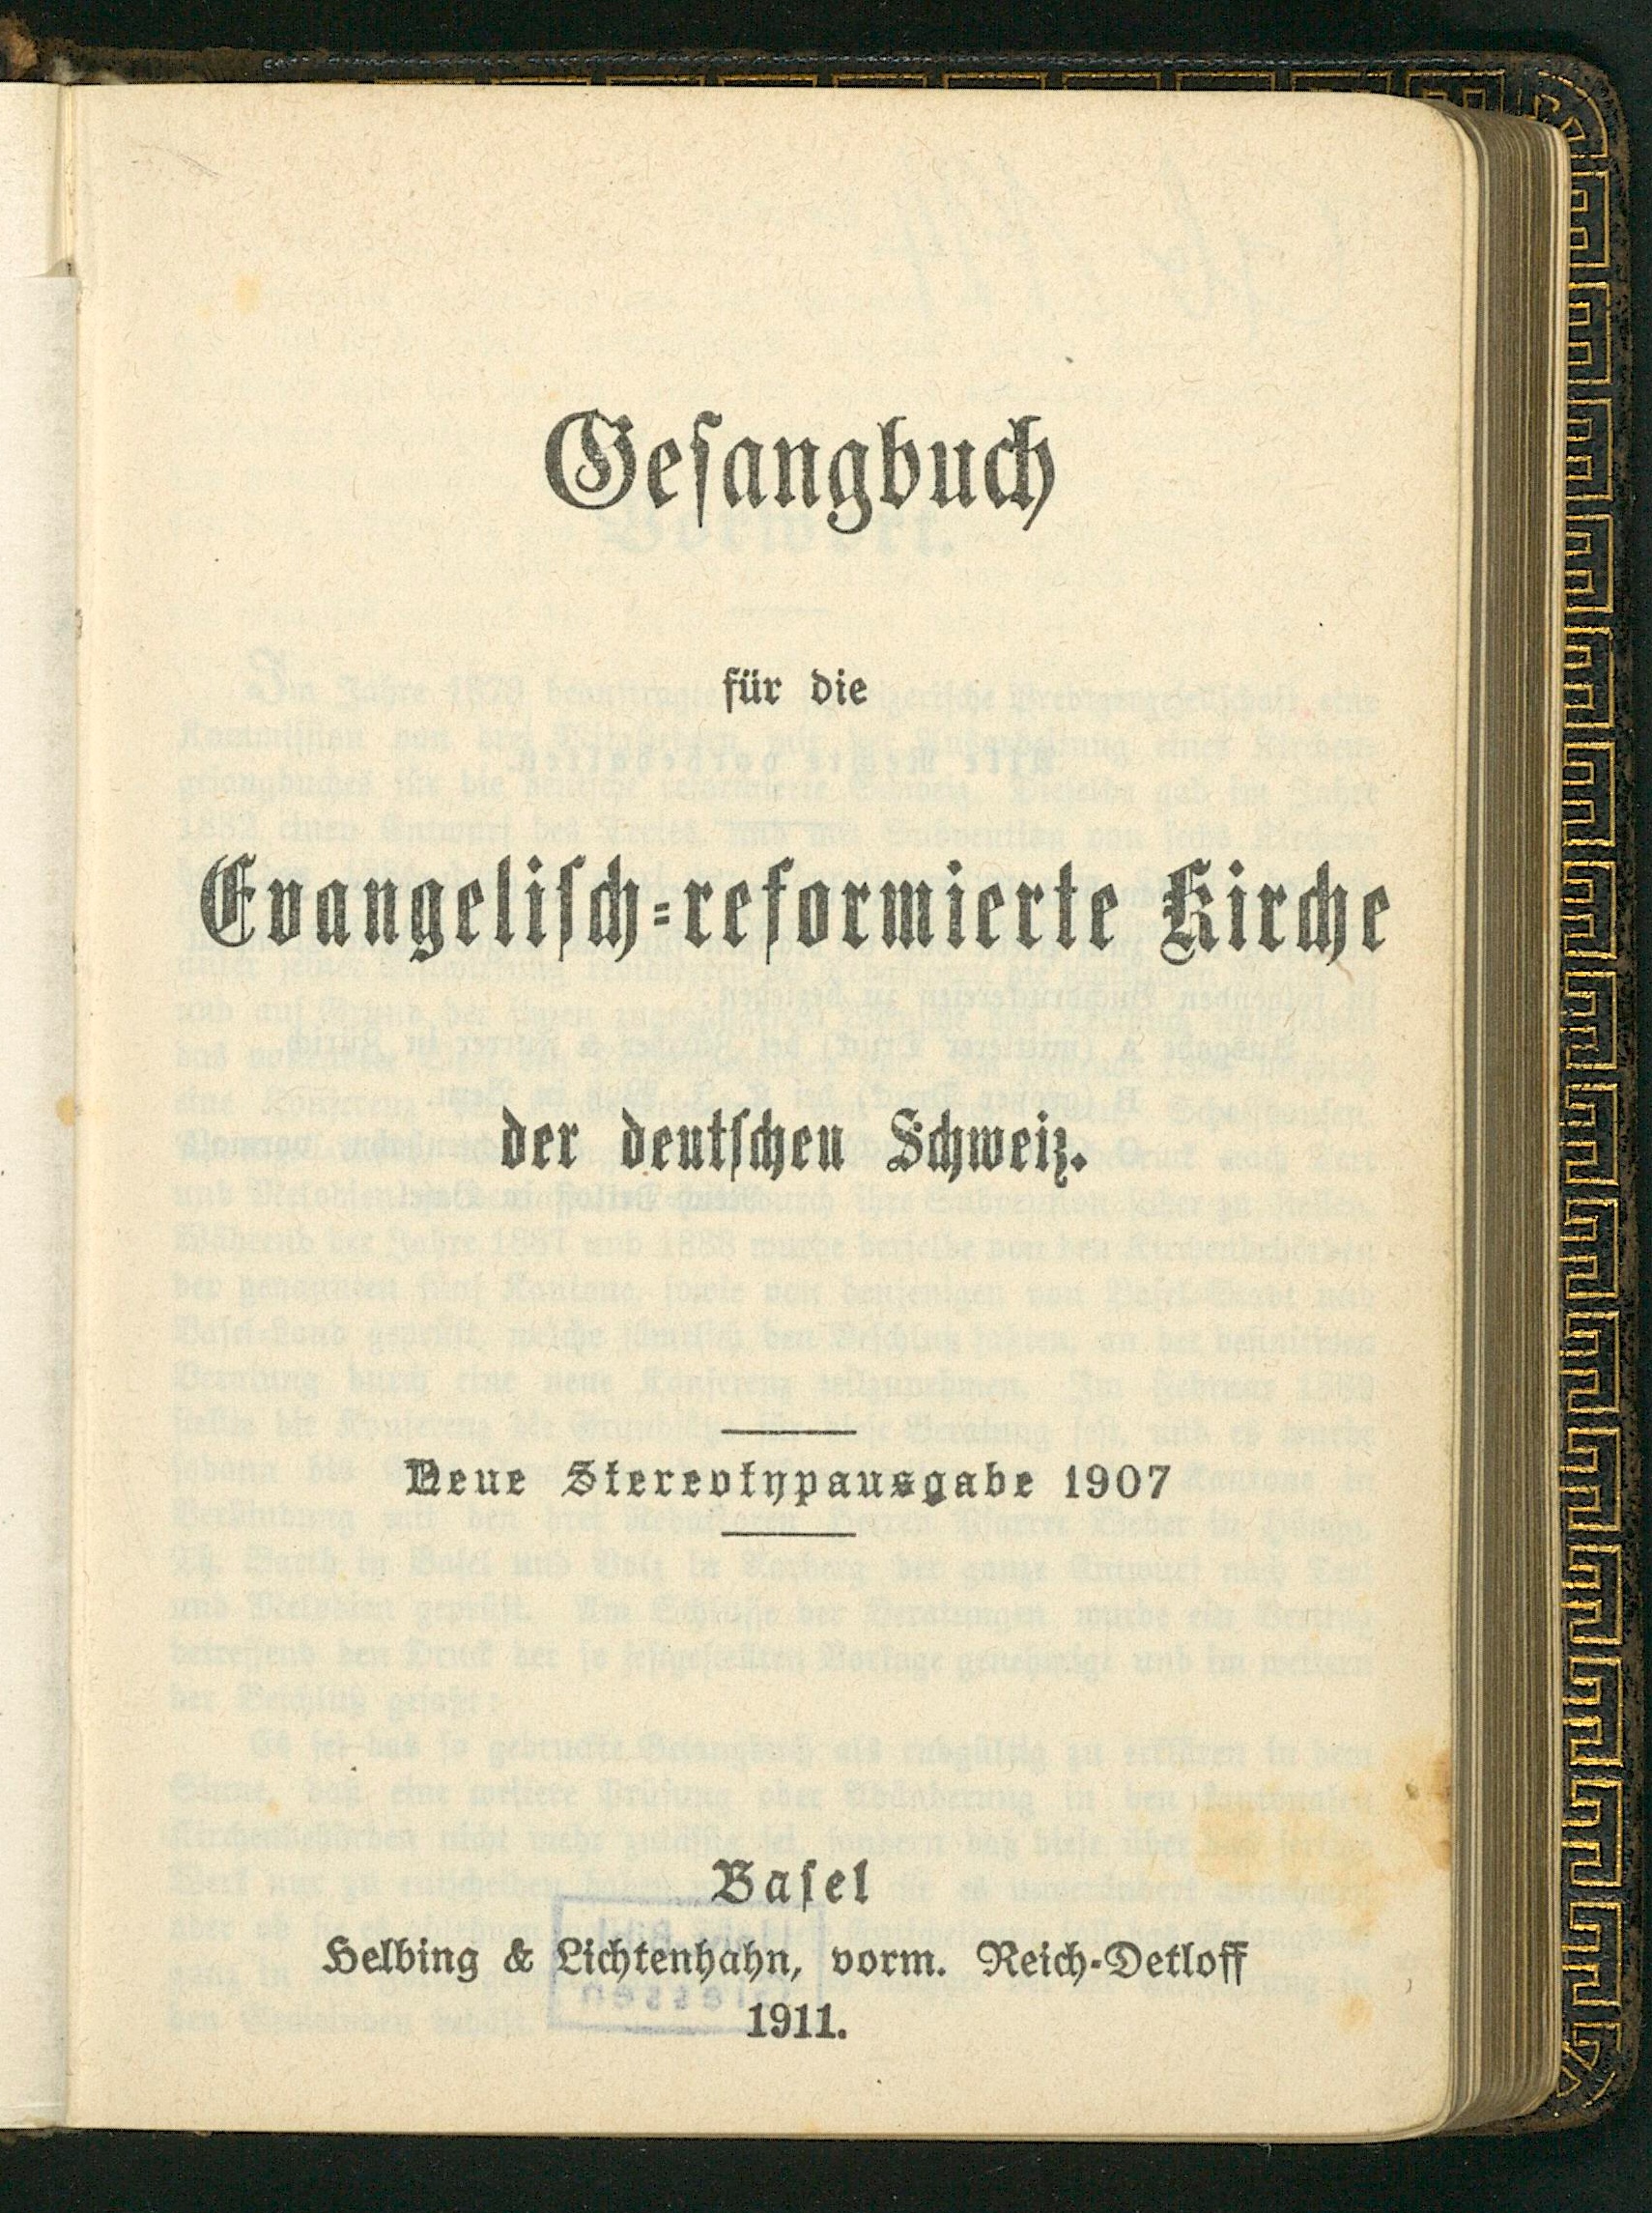 Gesangbuch
für die
Evangelisch-reformierte Kirche
der deutschen Schweiz.
Neue Stereotypausgabe 1907
Basel
Helbing & Lichtenhahn, vorm. Reich-Detloff
1911.